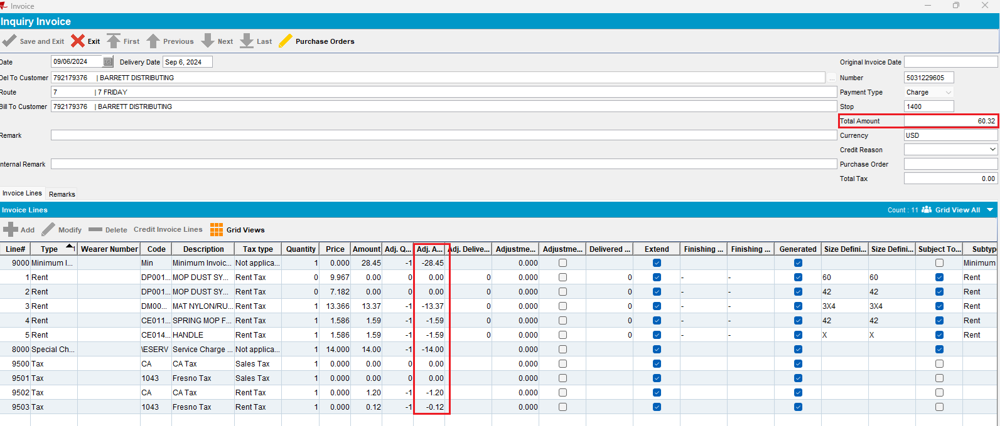 Invoice
Inquiry Invoice
Save and Exit Exit First Previous Next Last Purchase Orders
Date 09/06/2024 16 Delivery Date Sep 6, 2024 Original Invoice Date
Del To Customer 792179376 | BARRETT DISTRIBUTING ... Number 5031229605
Route 7 | 7 FRIDAY Payment Type Charge
Bill To Customer 792179376 | BARRETT DISTRIBUTING Stop 1400
Total Amount 60.32
Remark Currency USD
Credit Reason
nternal Remark Purchase Order
Total Tax 0.00
Invoice Lines Remarks
Invoice Lines Count : 11 Grid View All
Add Modify Delete Credit Invoice Lines Grid Views
Line# Type 1 Wearer Number Code Description Tax type Quantity Price Amount Adj. Q... Adj. A... Adj. Delive... Adjustme... Adjustme... Delivered ... Extend Finishing ... Finishing ... Generated Size Defini... Size Defini... Subject To... Subtyp
9000 Minimum I... Min Minimum Invoic... Not applica... 1 0.000 28.45 -1 -28.45 0.000 Minimum
1 Rent DP001... MOP DUST SY... Rent Tax 0 9.967 0.00 0 0.00 0 0.000 0 - - 60 60 Rent
2 Rent DP001... MOP DUST SY... Rent Tax 0 7.182 0.00 0 0.00 0 0.000 0 - - 42 42 Rent
3 Rent DM00... MAT NYLON/RU... Rent Tax 1 13.366 13.37 -1 -13.37 0 0.000 0 - - 3X4 3X4 Rent
4 Rent CE011... SPRING MOP F... Rent Tax 1 1.586 1.59 -1 -1.59 0 0.000 0 - - 42 42 Rent
5 Rent CE014... HANDLE Rent Tax 1 1.586 1.59 -1 -1.59 0 0.000 0 - - X X Rent
8000 Special Ch... \ESERV Service Charge ... Not applica... 1 14.000 14.00 -1 -14.00 0.000
9500 Tax CA CA Tax Sales Tax 1 0.000 0.00 0 0.00 0.000
9501 Tax 1043 Fresno Tax Sales Tax 1 0.000 0.00 0 0.00 0.000
9502 Tax CA CA Tax Rent Tax 1 0.000 1.20 -1 -1.20 0.000
9503 Tax 1043 Fresno Tax Rent Tax 1 0.000 0.12 -1 -0.12 0.000